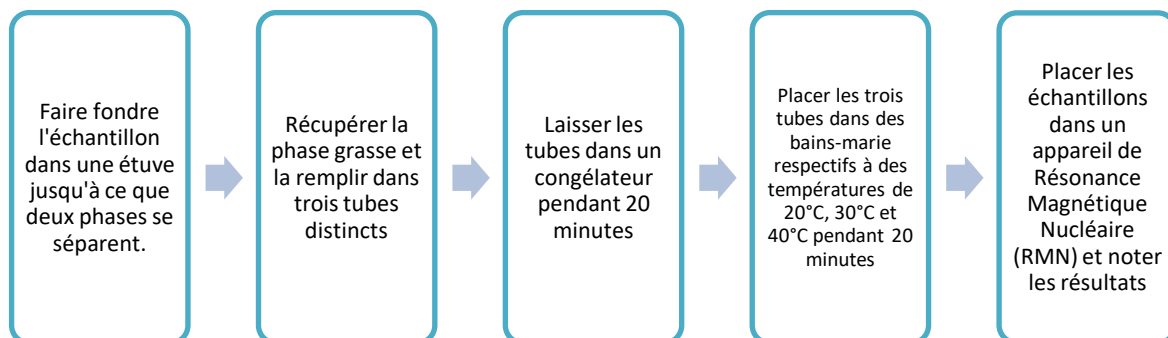 Faire fondre
l'échantillon
dans une étuve
jusqu'à ce que
deux phases se
séparent.
Récupérer la
phase grasse et
la remplir dans
trois tubes
distincts
Laisser les
tubes dans un
congélateur
pendant 20
minutes
Placer les trois
tubes dans des
bains-marie
respectifs à des
températures de
20°C, 30°C et
40°C pendant 20
minutes
Placer les
échantillons
dans un
appareil de
Résonance
Magnétique
Nucléaire
(RMN) et noter
les résultats